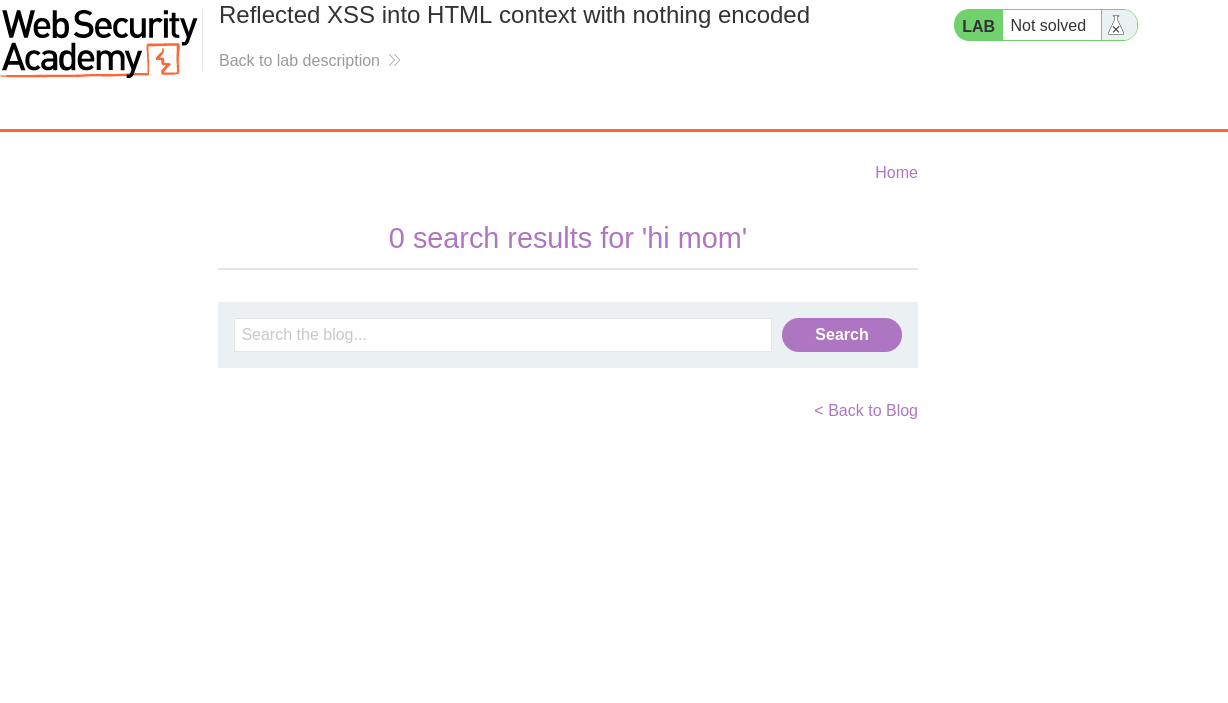 Web Security
Academy
Reflected XSS into HTML context with nothing encoded
Back to lab description
LAB Not solved
Home
0 search results for 'hi mom'
Search the blog...
Search
< Back to Blog